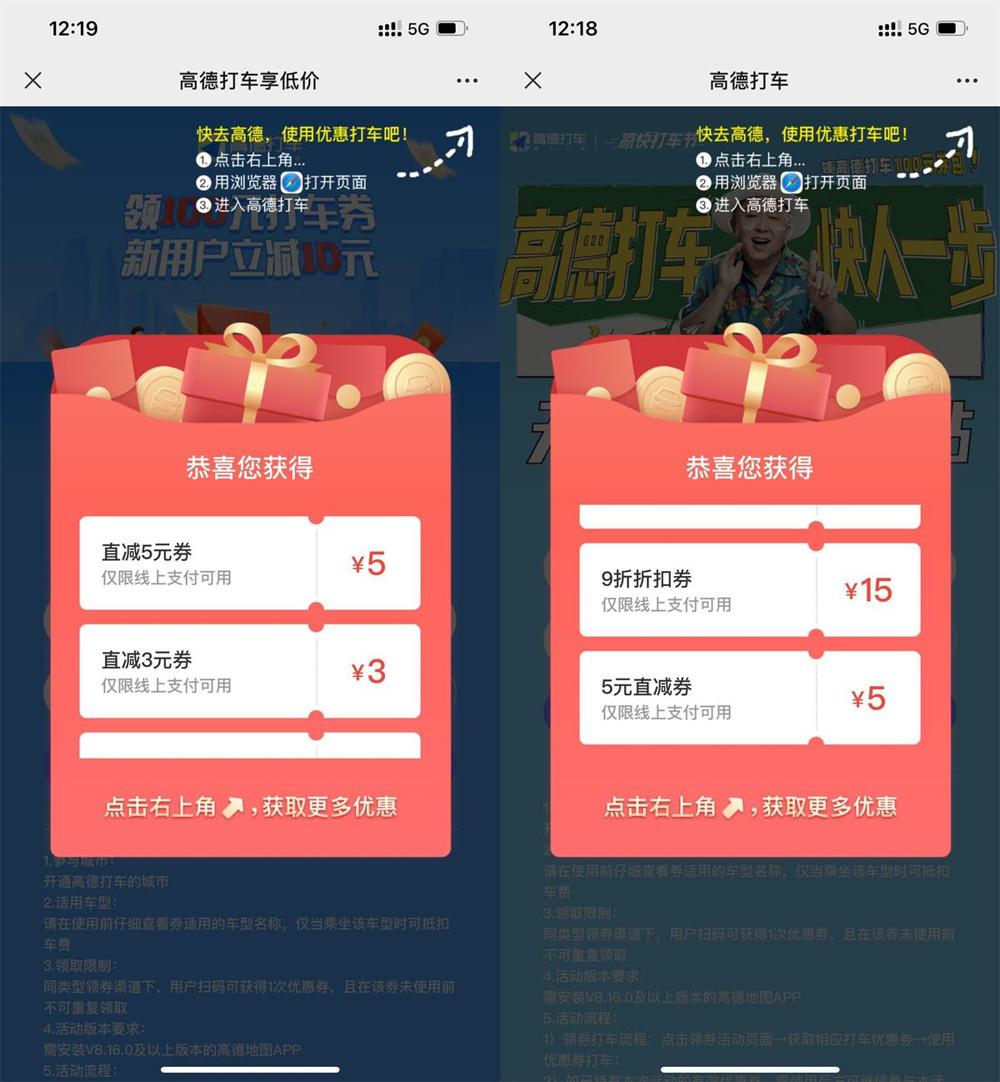 12:19
5G
高德打车享低价
快去高德，使用优惠打车吧！
1.点击右上角...
2.用浏览器打开页面
3.进入高德打车
领100元打车券
新用户立减10元
恭喜您获得
直减5元券
仅限线上支付可用
¥5
直减3元券
仅限线上支付可用
¥3
点击右上角，获取更多优惠
1.参与城市：
开通高德打车的城市
2.适用车型：
请在使用前仔细查看券适用的车型名称，仅当乘坐该车型时可抵扣
车费
3.领取限制：
同类型领券渠道下，用户扫码可获得1次优惠券，且在该券未使用前
不可重复领取
4.活动版本要求：
需安装V8.16.0及以上版本的高德地图APP
5.活动流程：
12:18
5G
高德打车
快去高德，使用优惠打车吧！
1.点击右上角...
2.用浏览器打开页面
3.进入高德打车
高德打车
领高德打车100元券包！
高德打车 快人一步
恭喜您获得
9折折扣券
仅限线上支付可用
¥15
5元直减券
仅限线上支付可用
¥5
点击右上角，获取更多优惠
请在使用前仔细查看券适用的车型名称，仅当乘坐该车型时可抵扣
车费
3.领取限制：
同类型领券渠道下，用户扫码可获得1次优惠券，且在该券未使用前
不可重复领取
4.活动版本要求：
需安装V8.16.0及以上版本的高德地图APP
5.活动流程：
1）领券打车流程：点击领券活动页面→获取相应打车优惠券→使用
优惠券打车；